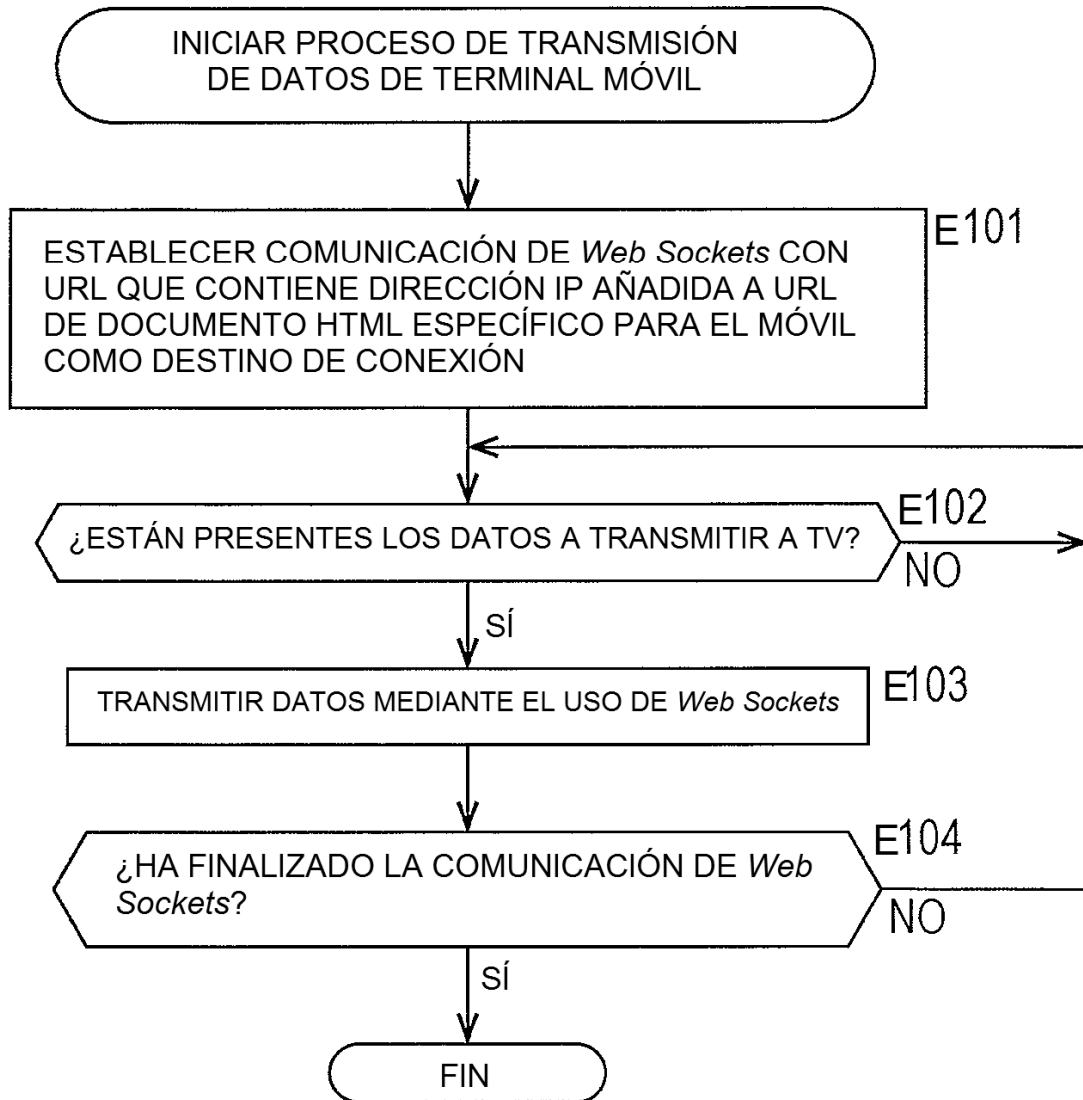 INICIAR PROCESO DE TRANSMISIÓN
DE DATOS DE TERMINAL MÓVIL
E101
ESTABLECER COMUNICACIÓN DE Web Sockets CON
URL QUE CONTIENE DIRECCIÓN IP AÑADIDA A URL
DE DOCUMENTO HTML ESPECÍFICO PARA EL MÓVIL
COMO DESTINO DE CONEXIÓN
E102
¿ESTÁN PRESENTES LOS DATOS A TRANSMITIR A TV?
NO
SÍ
E103
TRANSMITIR DATOS MEDIANTE EL USO DE Web Sockets
E104
¿HA FINALIZADO LA COMUNICACIÓN DE Web
Sockets?
NO
SÍ
FIN